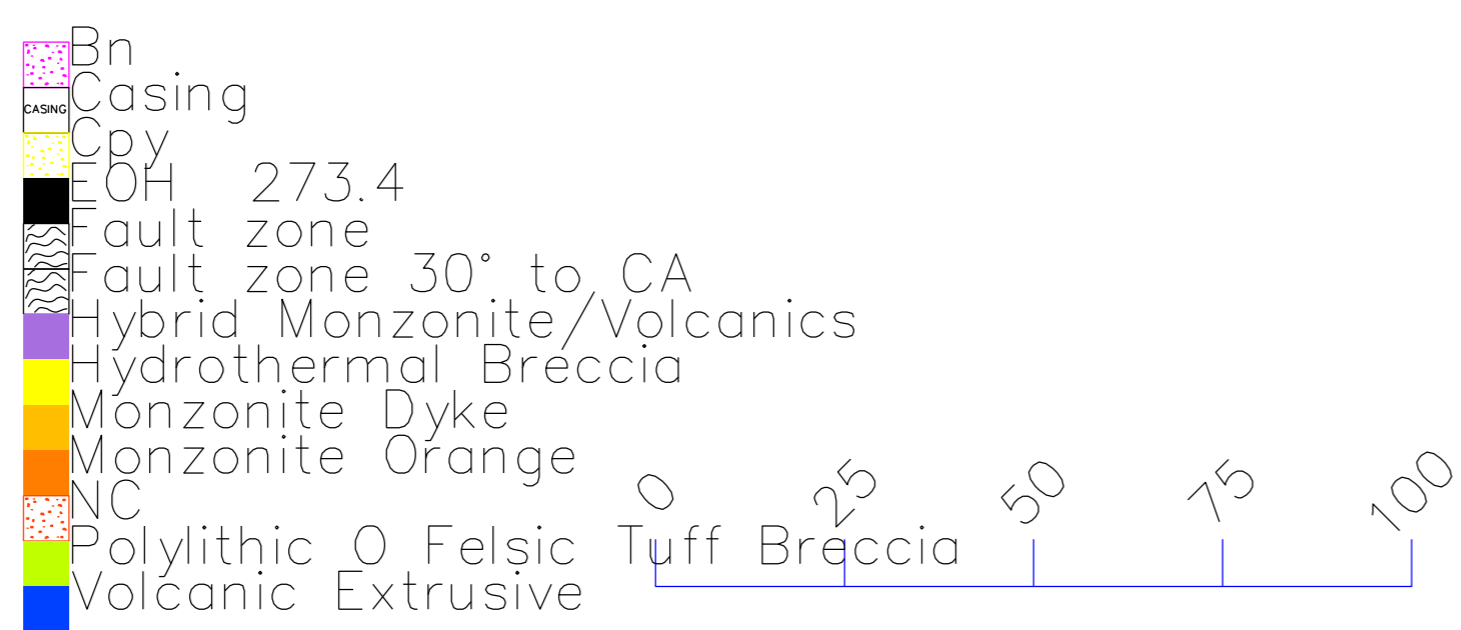 Bn
CASING Casing
Cpy
EOH 273.4
Fault zone
Fault zone 30° to CA
Hybrid Monzonite/Volcanics
Hydrothermal Breccia
Monzonite Dyke
Monzonite Orange
NC
Polylithic O Felsic Tuff Breccia
Volcanic Extrusive
0 25 50 75 100